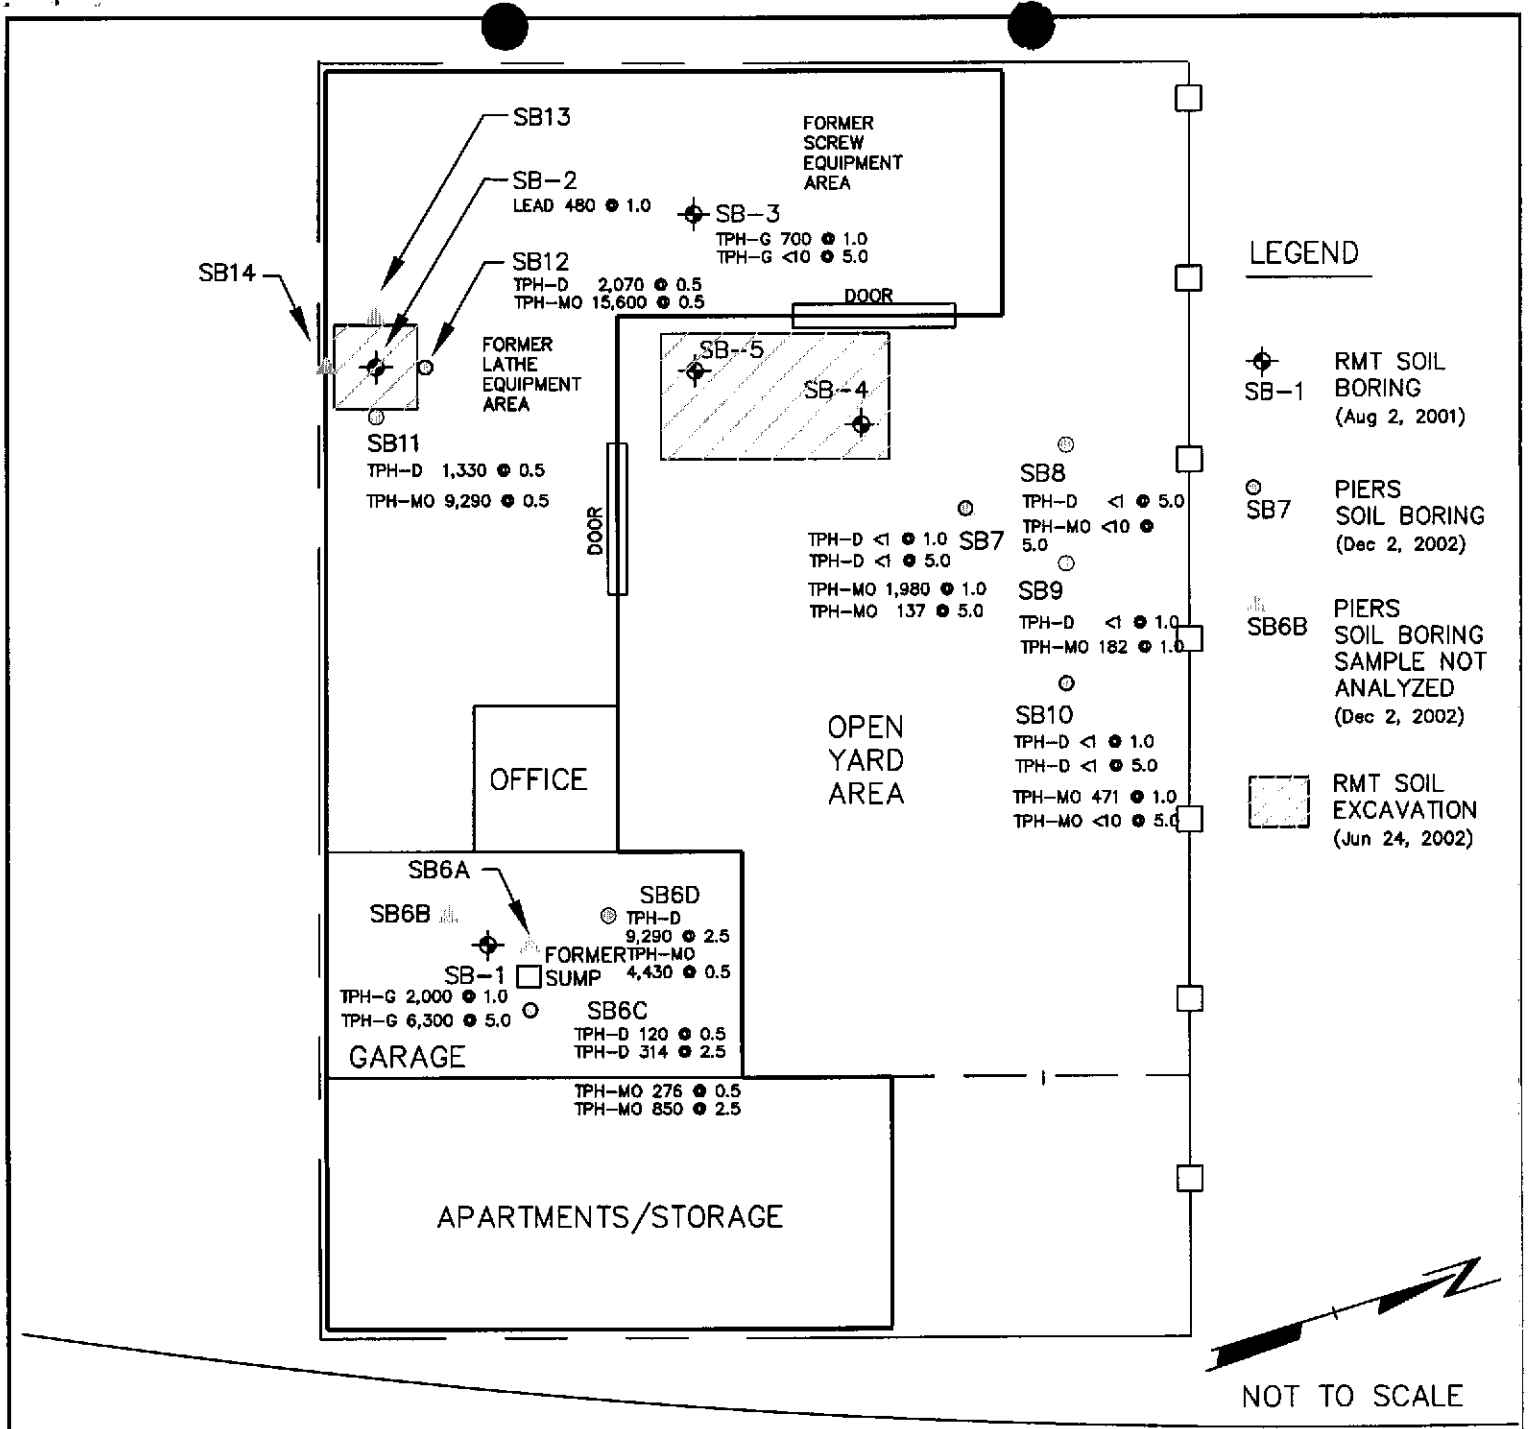 SB13
SB-2
LEAD 480 @ 1.0
FORMER
SCREW
EQUIPMENT
AREA
SB-3
TPH-G 700 @ 1.0
TPH-G <10 @ 5.0
SB14
SB12
TPH-D 2,070 @ 0.5
TPH-MO 15,600 @ 0.5
DOOR
FORMER
LATHE
EQUIPMENT
AREA
SB-5
SB-4
SB11
TPH-D 1,330 @ 0.5
TPH-MO 9,290 @ 0.5
DOOR
SB8
TPH-D <1 @ 5.0
TPH-MO <10 @
5.0
SB7
TPH-D <1 @ 1.0
TPH-D <1 @ 5.0
TPH-MO 1,980 @ 1.0
TPH-MO 137 @ 5.0
SB9
TPH-D <1 @ 1.0
TPH-MO 182 @ 1.0
SB10
TPH-D <1 @ 1.0
TPH-D <1 @ 5.0
TPH-MO 471 @ 1.0
TPH-MO <10 @ 5.0
OPEN
YARD
AREA
OFFICE
SB6A
SB6B
SB6D
TPH-D
9,290 @ 2.5
TPH-MO
4,430 @ 0.5
FORMER
SUMP
SB-1
TPH-G 2,000 @ 1.0
TPH-G 6,300 @ 5.0
SB6C
TPH-D 120 @ 0.5
TPH-D 314 @ 2.5
TPH-MO 276 @ 0.5
TPH-MO 850 @ 2.5
GARAGE
APARTMENTS/STORAGE
LEGEND
SB-1
RMT SOIL
BORING
(Aug 2, 2001)
SB7
PIERS
SOIL BORING
(Dec 2, 2002)
SB6B
PIERS
SOIL BORING
SAMPLE NOT
ANALYZED
(Dec 2, 2002)
RMT SOIL
EXCAVATION
(Jun 24, 2002)
Z
NOT TO SCALE